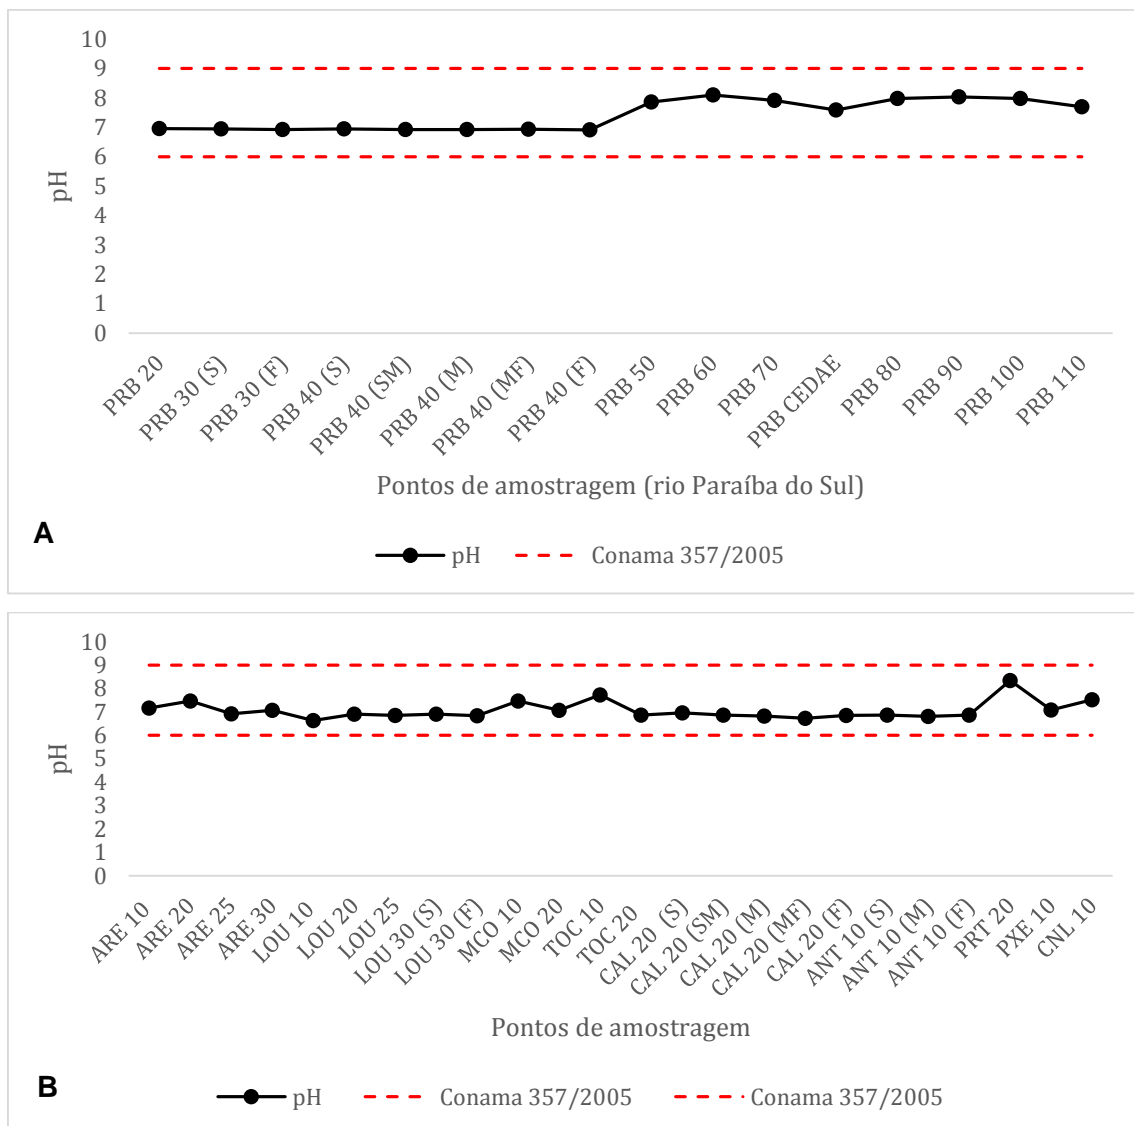 10
9
8
7
6
5
4
3
2
1
0
pH
PRB 20
PRB 30 (S)
PRB 30 (F)
PRB 40 (S)
PRB 40 (SM)
PRB 40 (M)
PRB 40 (MF)
PRB 40 (F)
PRB 50
PRB 60
PRB 70
PRB CEDAE
PRB 80
PRB 90
PRB 100
PRB 110
Pontos de amostragem (rio Paraíba do Sul)
A
pH Conama 357/2005
10
9
8
7
6
5
4
3
2
1
0
pH
ARE 10
ARE 20
ARE 25
ARE 30
LOU 10
LOU 20
LOU 25
LOU 30 (S)
LOU 30 (F)
MCO 10
MCO 20
TOC 10
TOC 20
CAL 20 (S)
CAL 20 (SM)
CAL 20 (M)
CAL 20 (MF)
CAL 20 (F)
ANT 10 (S)
ANT 10 (M)
ANT 10 (F)
PRT 20
PXE 10
CNL 10
Pontos de amostragem
B
pH Conama 357/2005 Conama 357/2005